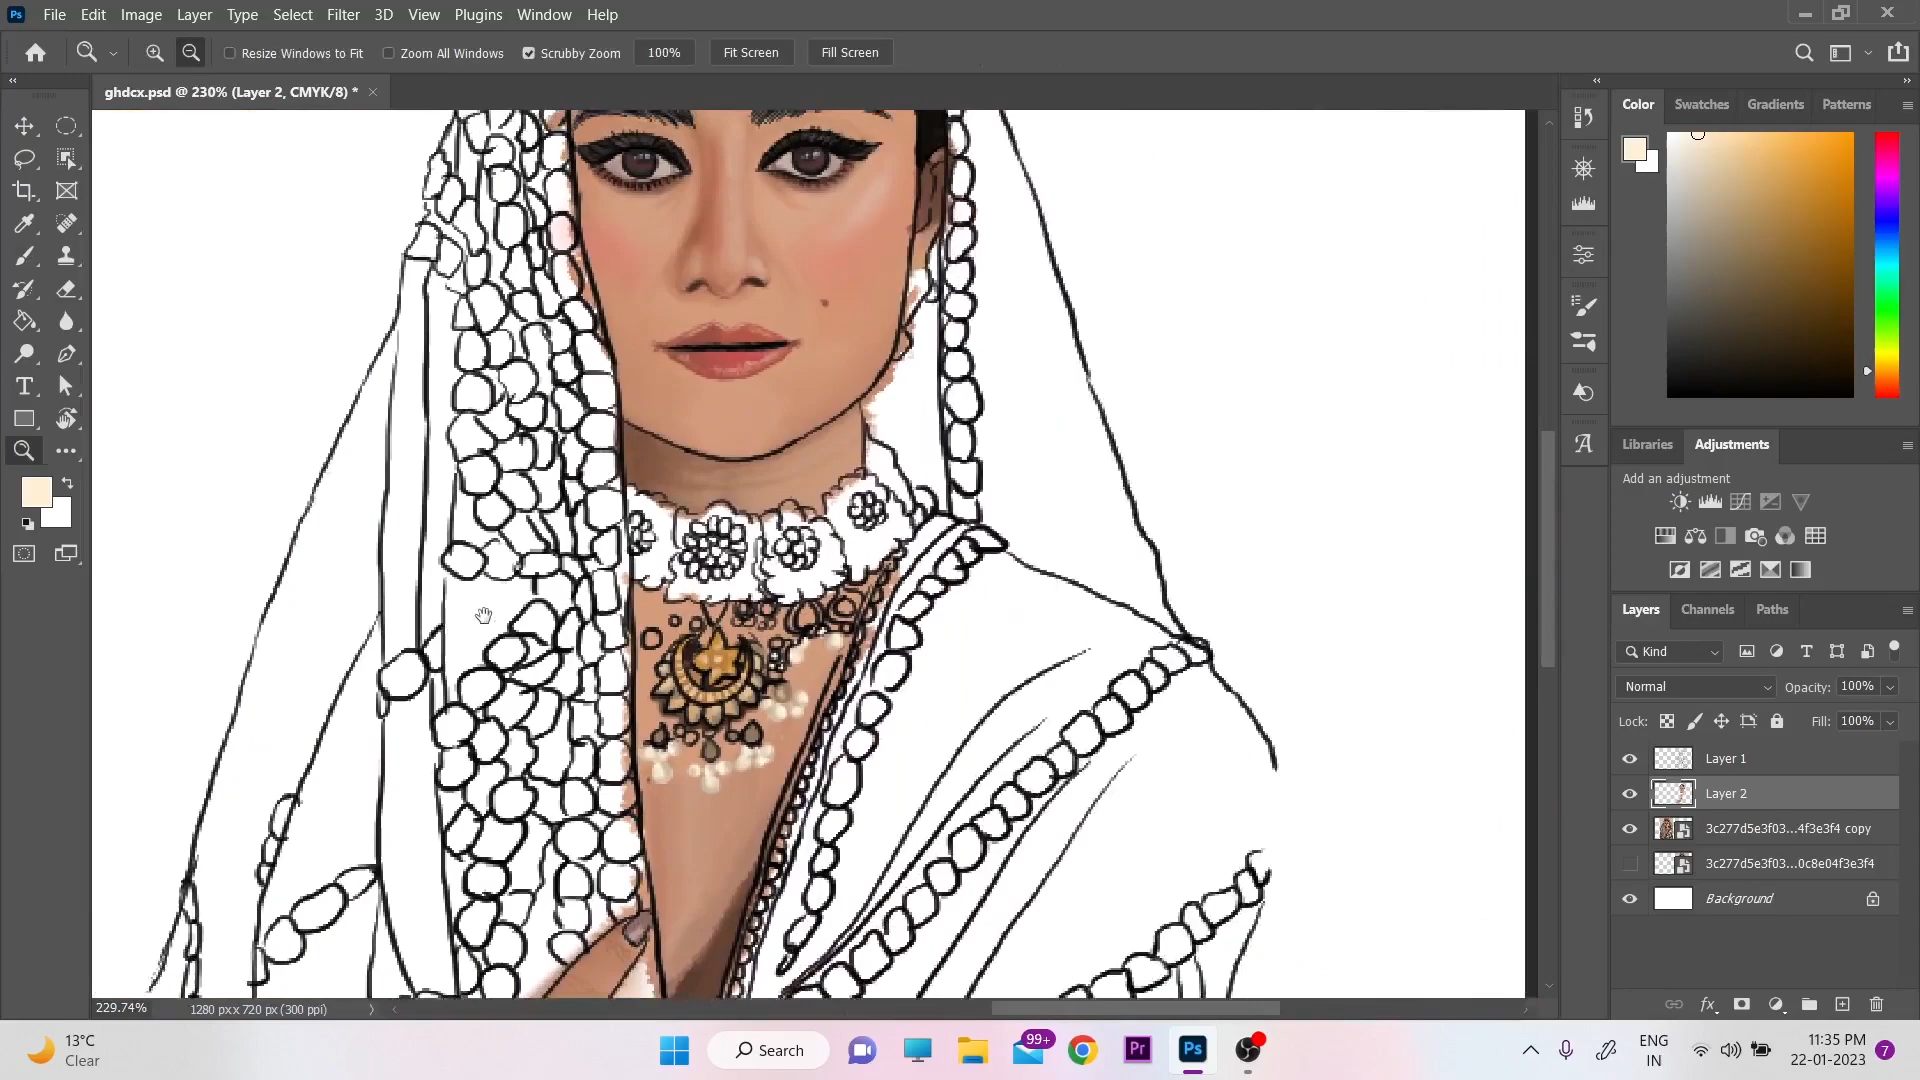 Ps File Edit Image Layer Type Select Filter 3D View Plugins Window Help
Resize Windows to Fit Zoom All Windows Scrubby Zoom 100% Fit Screen Fill Screen
ghdcx.psd @ 230% (Layer 2, CMYK/8) *
Color Swatches Gradients Patterns
Libraries Adjustments
Add an adjustment
Layers Channels Paths
Kind
Normal Opacity: 100%
Lock: Fill: 100%
Layer 1
Layer 2
3c277d5e3f03...4f3e3f4 copy
3c277d5e3f03...0c8e04f3e3f4
Background
229.74% 1280 px x 720 px (300 ppi)
13°C
Clear
Search
99+
Pr
Ps
ENG
IN
11:35 PM
22-01-2023
7